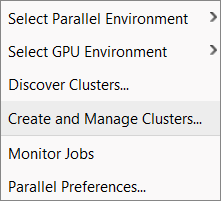 Select Parallel Environment
Select GPU Environment
Discover Clusters...
Create and Manage Clusters...
Monitor Jobs
Parallel Preferences...